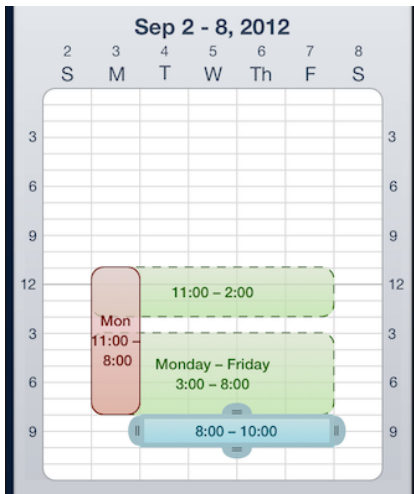 Sep 2 - 8, 2012
2 3 4 5 6 7 8
S M T W Th F S
3 3
6 6
9 9
12 12
11:00 – 2:00
Mon
11:00 –
8:00
3 3
Monday – Friday
3:00 – 8:00
6 6
8:00 – 10:00
9 9